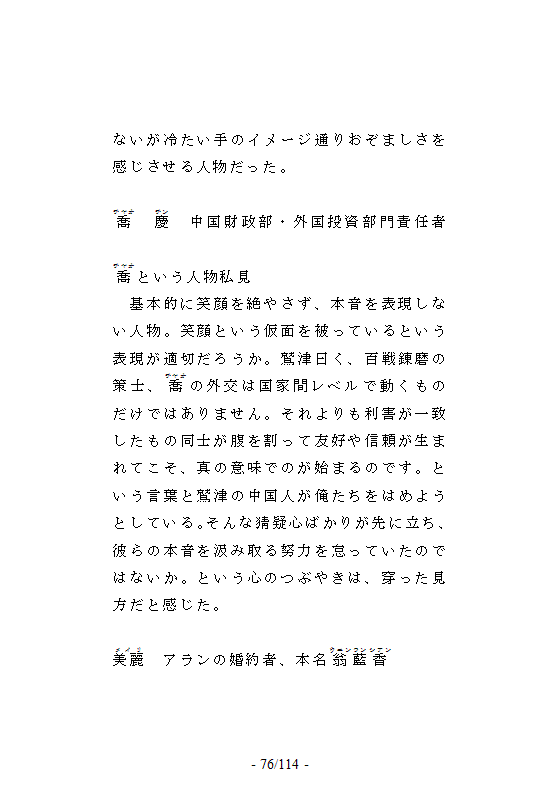 ないが冷たい手のイメージ通りおぞましさを
感じさせる人物だった。
喬　慶　中国財政部・外国投資部門責任者
喬という人物私見
　基本的に笑顔を絶やさず、本音を表現しな
い人物。笑顔という仮面を被っているという
表現が適切だろうか。鷲津曰く、百戦錬磨の
策士、喬の外交は国家間レベルで動くもの
だけではありません。それよりも利害が一致
したもの同士が腹を割って友好や信頼が生ま
れてこそ、真の意味でのが始まるのです。と
いう言葉と鷲津の中国人が俺たちをはめよう
としている。そんな猜疑心ばかりが先に立ち、
彼らの本音を汲み取る努力を怠っていたので
はないか。という心のつぶやきは、穿った見
方だと感じた。
美麗　アランの婚約者、本名翁藍香
- 76/114 -